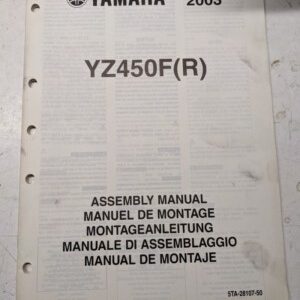 YAMAHA 2003
YZ450F(R)
ASSEMBLY MANUAL
MANUEL DE MONTAGE
MONTAGEANLEITUNG
MANUALE DI ASSEMBLAGGIO
MANUAL DE MONTAJE
5TA-28107-50